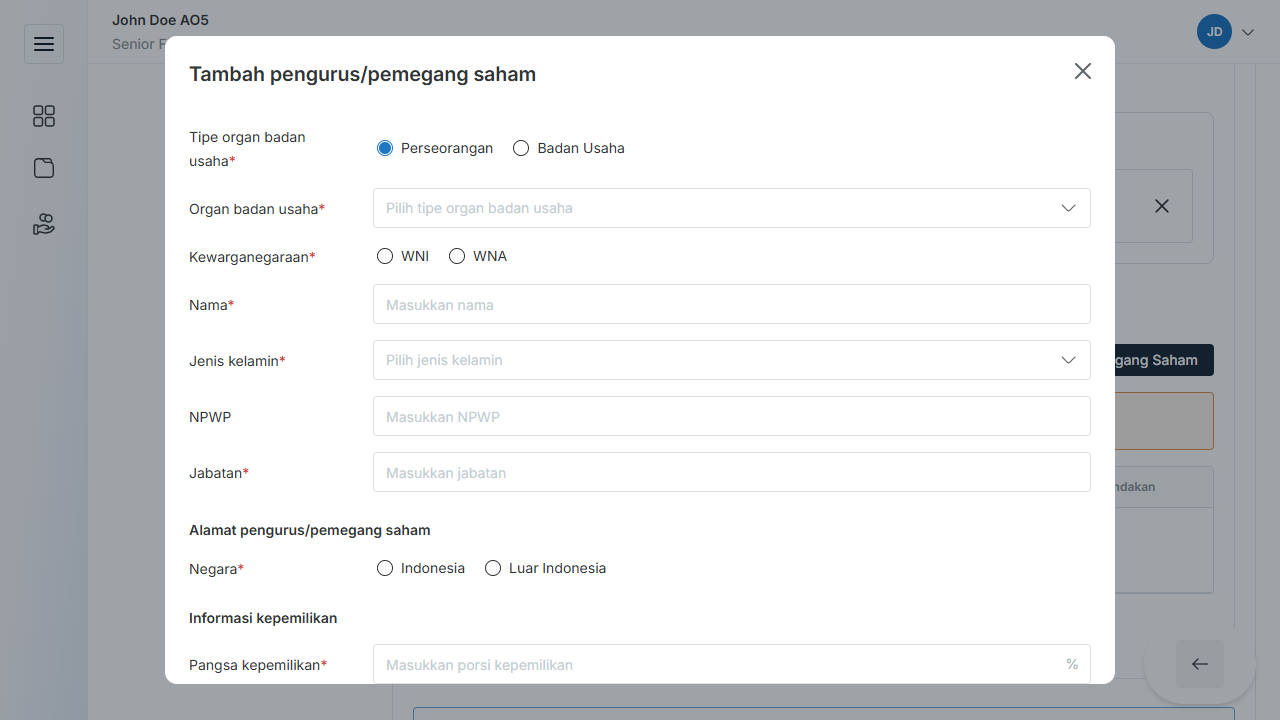 John Doe AO5
JD
Senior F
Tambah pengurus/pemegang saham
Tipe organ badan
usaha*
Perseorangan
Badan Usaha
Organ badan usaha*
Pilih tipe organ badan usaha
Kewarganegaraan*
WNI
WNA
Nama*
Masukkan nama
Jenis kelamin*
Pilih jenis kelamin
gang Saham
NPWP
Masukkan NPWP
Jabatan*
Masukkan jabatan
ndakan
Alamat pengurus/pemegang saham
Negara*
Indonesia
Luar Indonesia
Informasi kepemilikan
Pangsa kepemilikan*
Masukkan porsi kepemilikan
%